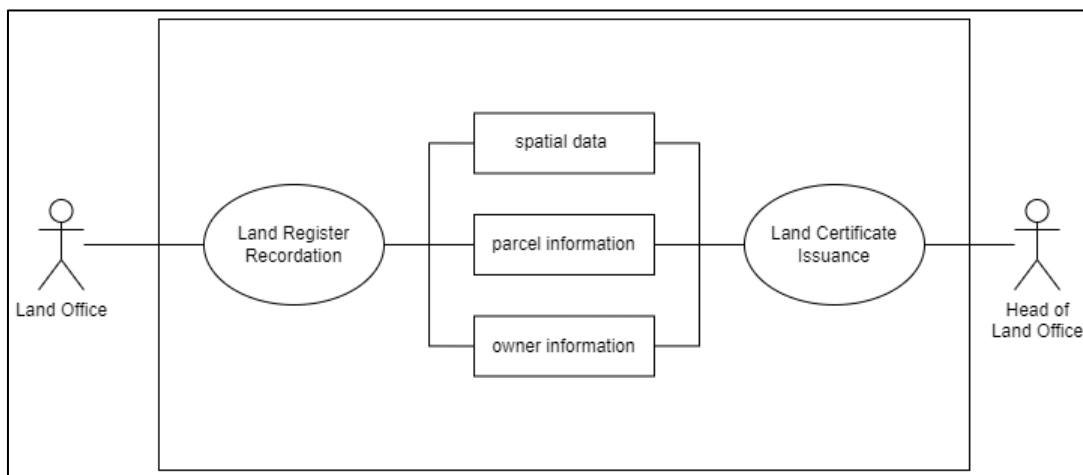 spatial data
Land Register
Recordation
parcel information
Land Certificate
Issuance
owner information
Land Office
Head of
Land Office